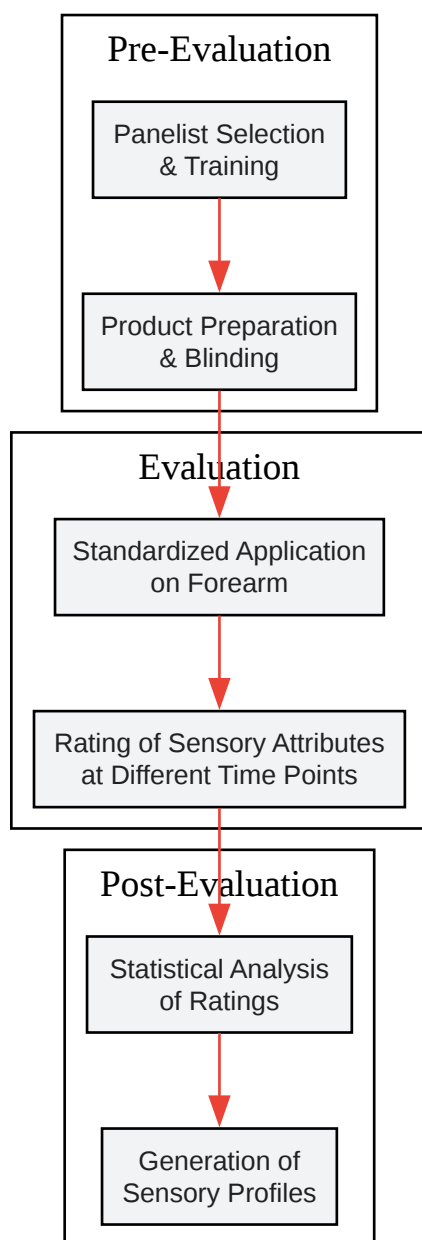 Pre-Evaluation
Panelist Selection
& Training
Product Preparation
& Blinding
Evaluation
Standardized Application
on Forearm
Rating of Sensory Attributes
at Different Time Points
Post-Evaluation
Statistical Analysis
of Ratings
Generation of
Sensory Profiles